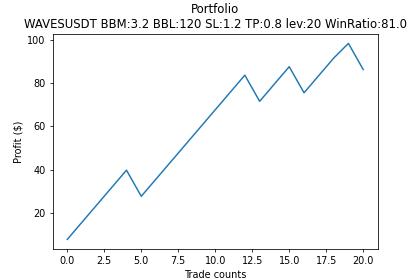 Portfolio
WAVESUSDT BBM:3.2 BBL:120 SL:1.2 TP:0.8 lev:20 WinRatio:81.0
100
80
60
40
20
Profit ($)
0.0 2.5 5.0 7.5 10.0 12.5 15.0 17.5 20.0
Trade counts